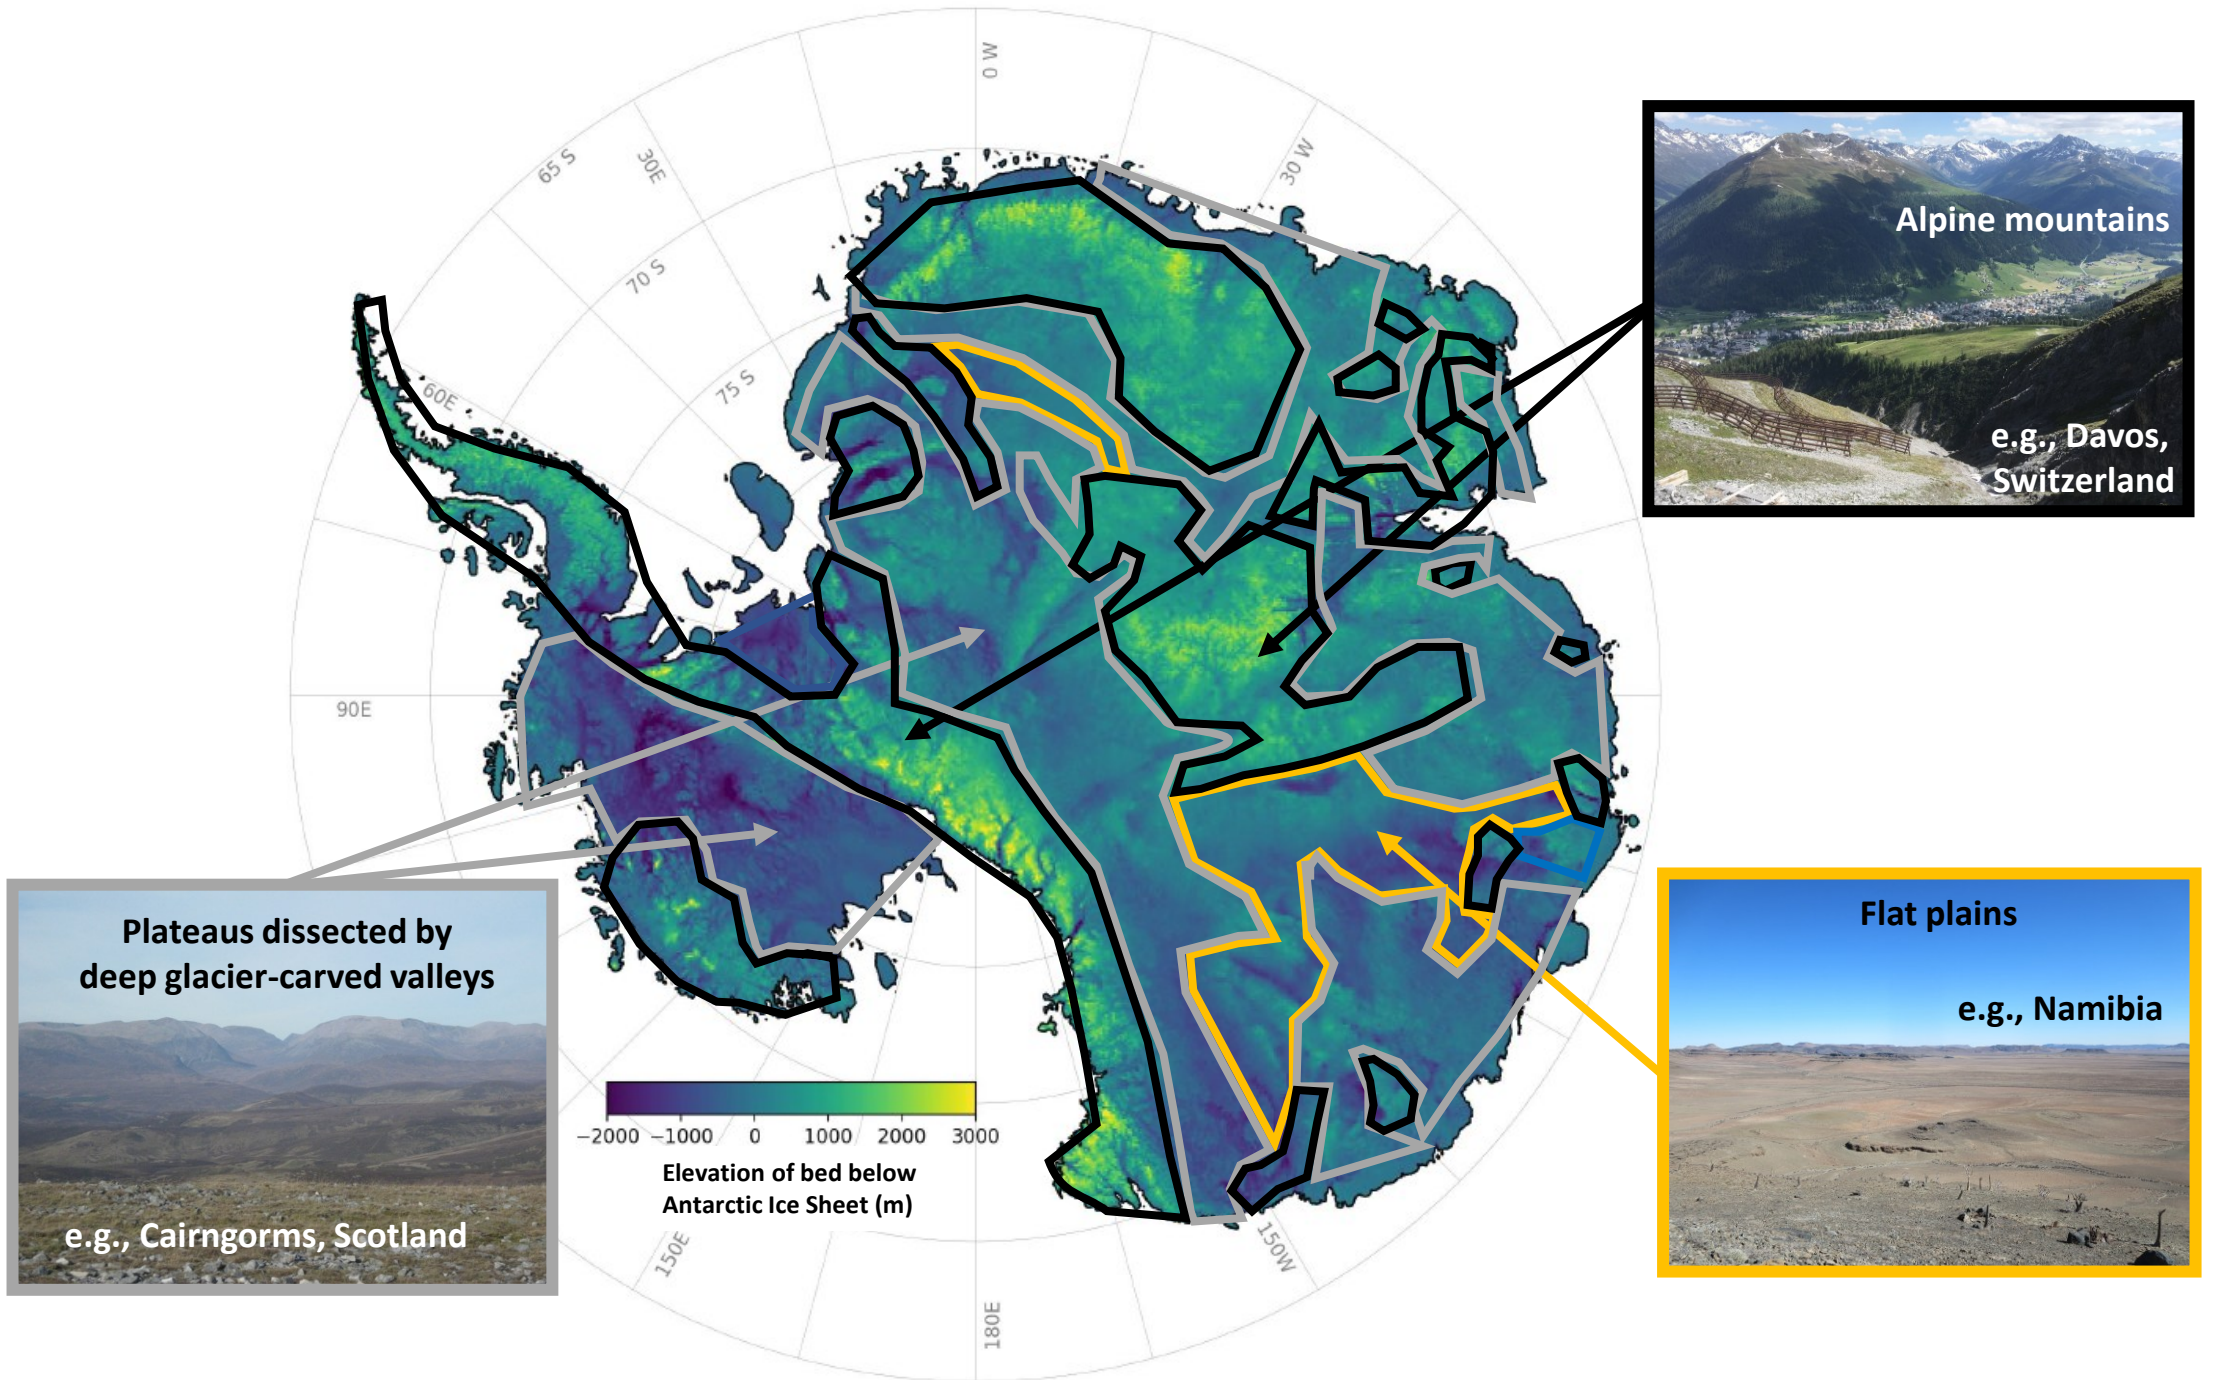 0 W
30 W
65 S
30E
70 S
75 S
60E
90E
Alpine mountains
e.g., Davos,
Switzerland
Plateaus dissected by
deep glacier-carved valleys
e.g., Cairngorms, Scotland
Flat plains
e.g., Namibia
−2000 −1000 0 1000 2000 3000
Elevation of bed below
Antarctic Ice Sheet (m)
150E
180E
150W